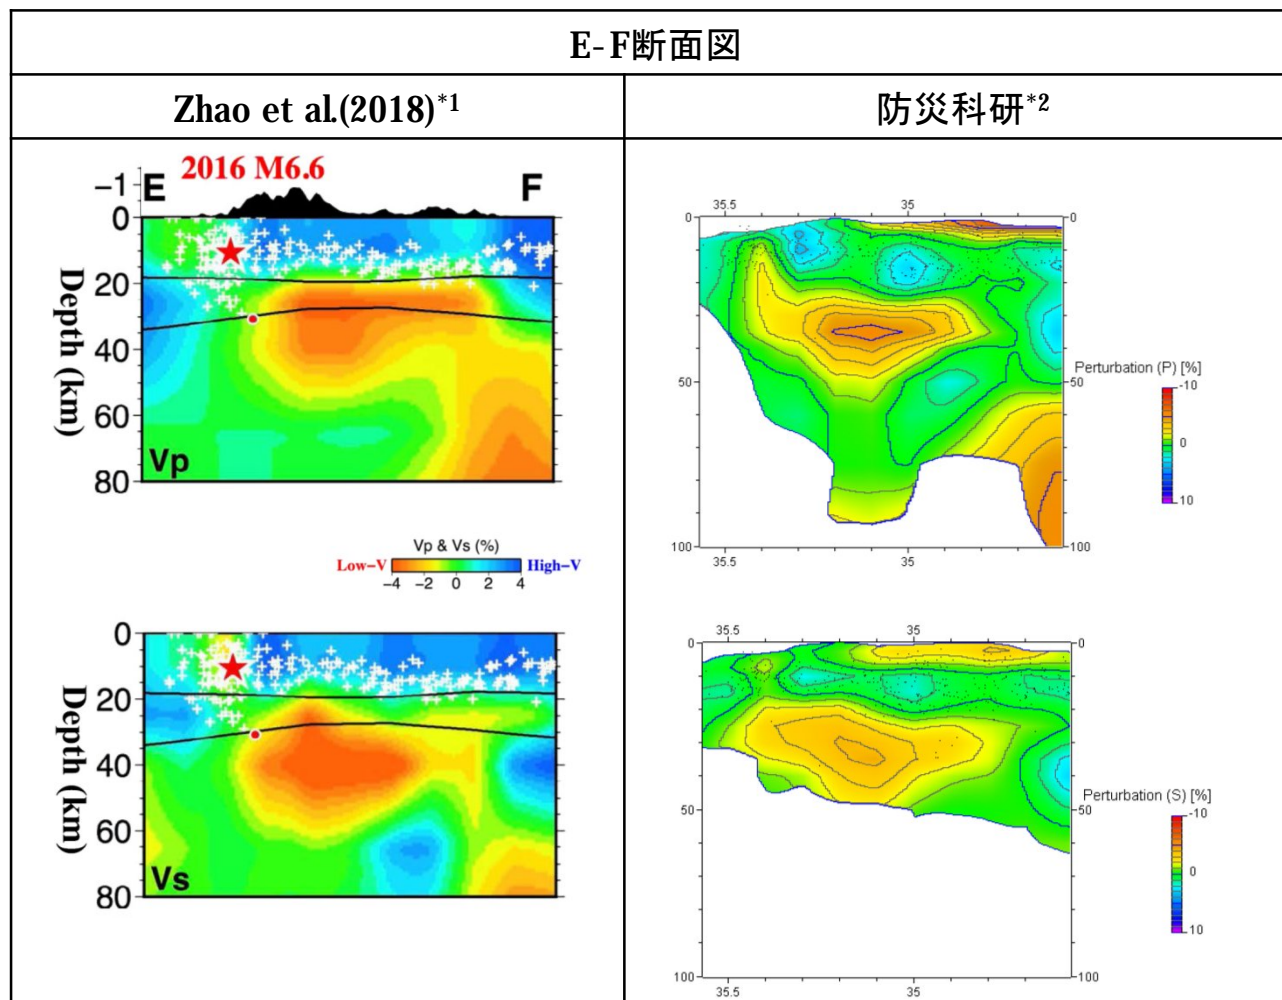 E-F断面図
Zhao et al.(2018)*1
防災科研*2
2016 M6.6
E
F
−1
0
20
40
60
80
Depth (km)
Vp
35.5
35
0
50
100
0
50
100
35.5
35
Perturbation (P) [%]
-10
0
10
Vp & Vs (%)
Low−V
High−V
−4 −2 0 2 4
0
20
40
60
80
Depth (km)
Vs
35.5
35
0
50
100
0
50
100
35.5
35
Perturbation (S) [%]
-10
0
10